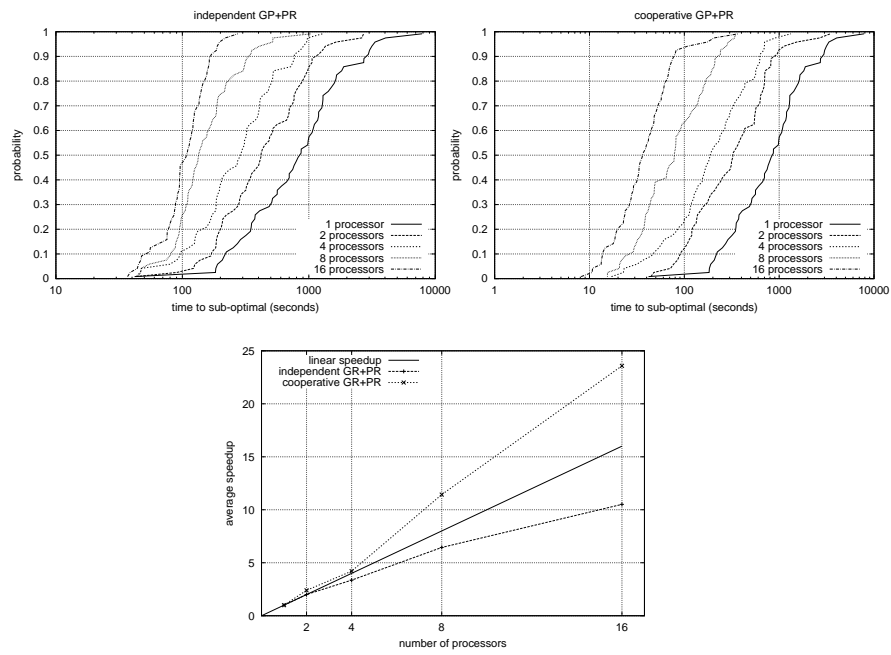 independent GP+PR
probability
1
0.9
0.8
0.7
0.6
0.5
0.4
0.3
0.2
0.1
0
10
100
1000
10000
time to sub-optimal (seconds)
1 processor
2 processors
4 processors
8 processors
16 processors
cooperative GP+PR
probability
1
0.9
0.8
0.7
0.6
0.5
0.4
0.3
0.2
0.1
0
1
10
100
1000
10000
time to sub-optimal (seconds)
1 processor
2 processors
4 processors
8 processors
16 processors
average speedup
25
20
15
10
5
0
2
4
8
16
number of processors
linear speedup
independent GR+PR
cooperative GR+PR